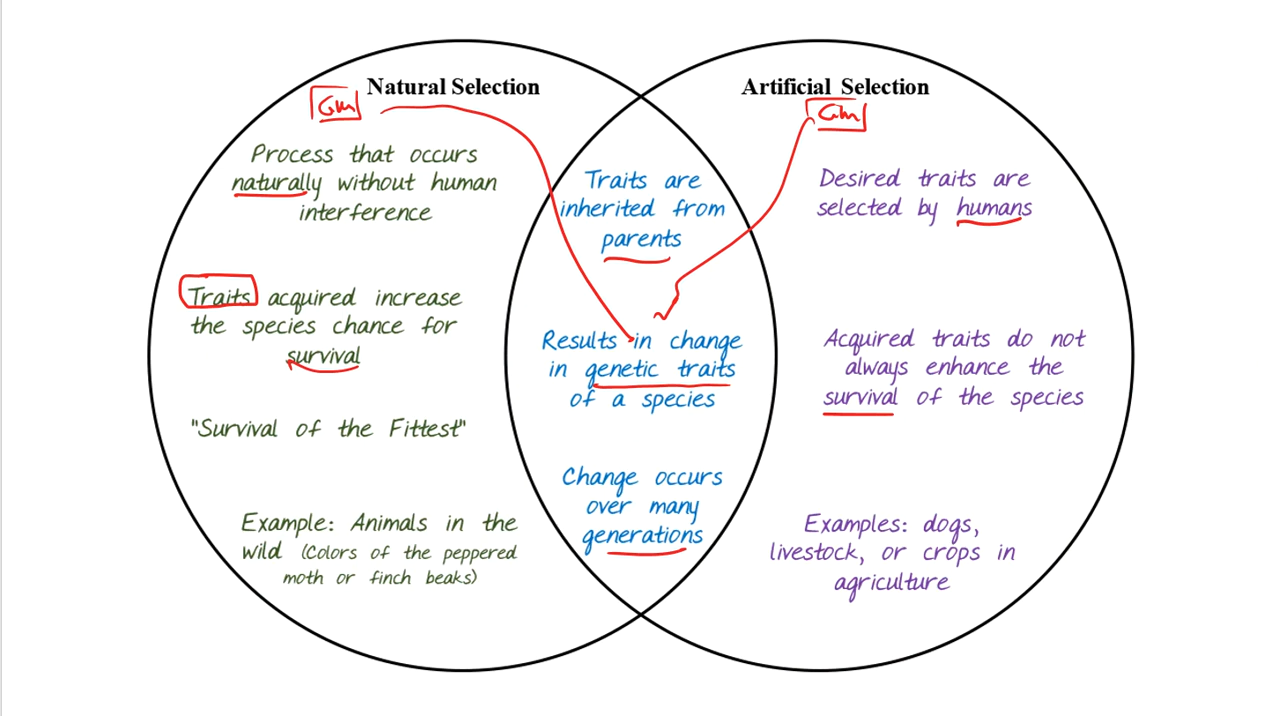 Natural Selection
Gm
Process that occurs
naturally without human
interference
Traits acquired increase
the species chance for
survival
"Survival of the Fittest"
Example: Animals in the
wild (Colors of the peppered
moth or finch beaks)
Traits are
inherited from
parents
Results in change
in genetic traits
of a species
Change occurs
over many
generations
Artificial Selection
Gm
Desired traits are
selected by humans
Acquired traits do not
always enhance the
survival of the species
Examples: dogs,
livestock, or crops in
agriculture